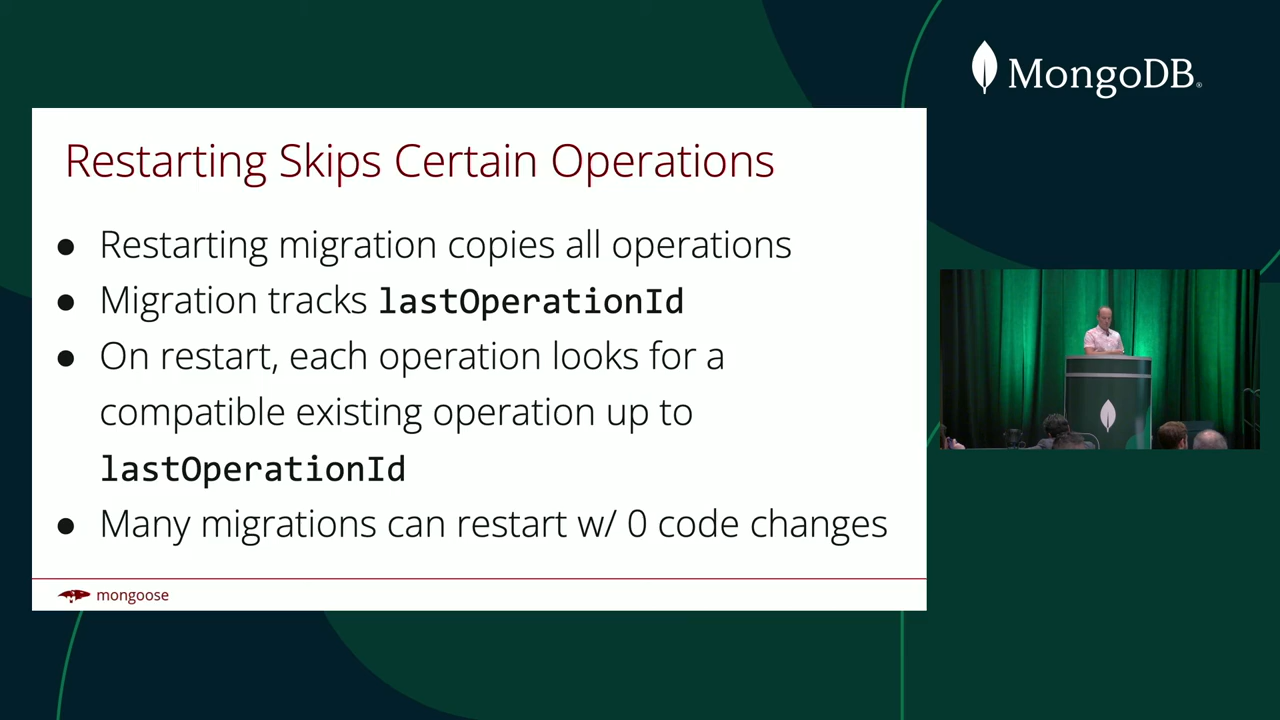 MongoDB®
Restarting Skips Certain Operations
● Restarting migration copies all operations
● Migration tracks lastOperationId
● On restart, each operation looks for a
compatible existing operation up to
lastOperationId
● Many migrations can restart w/ 0 code changes
mongoose